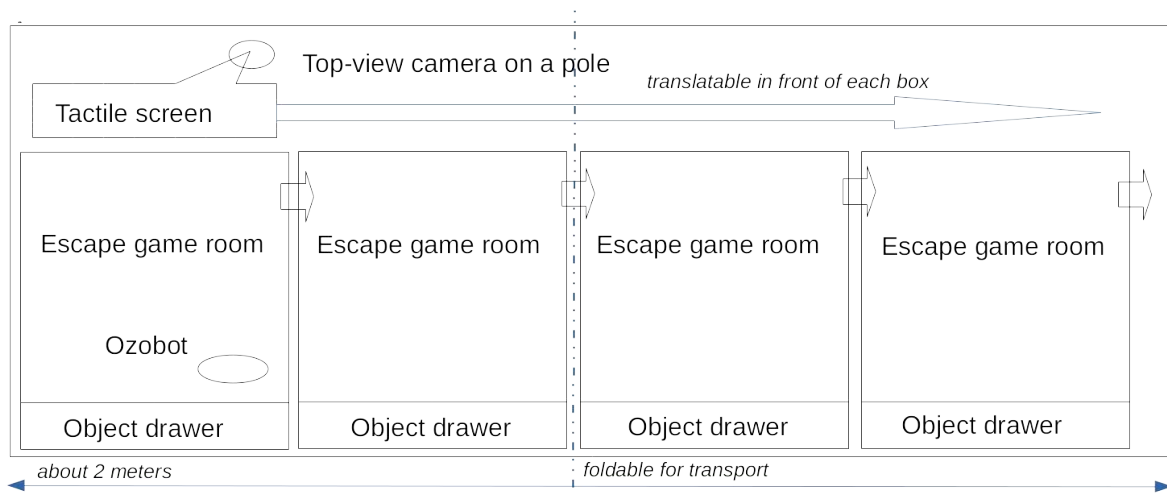 Top-view camera on a pole
translatable in front of each box
Tactile screen
Escape game room
Escape game room
Escape game room
Escape game room
Ozobot
Object drawer
Object drawer
Object drawer
Object drawer
about 2 meters
foldable for transport